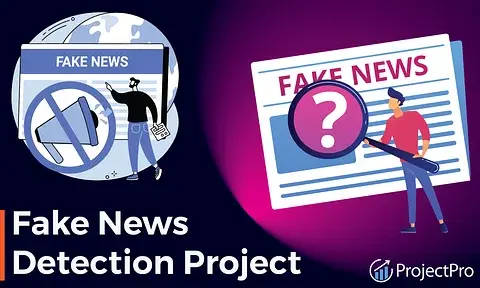 FAKE NEWS
FAKE NEWS
?
Fake News
Detection Project
ProjectPro